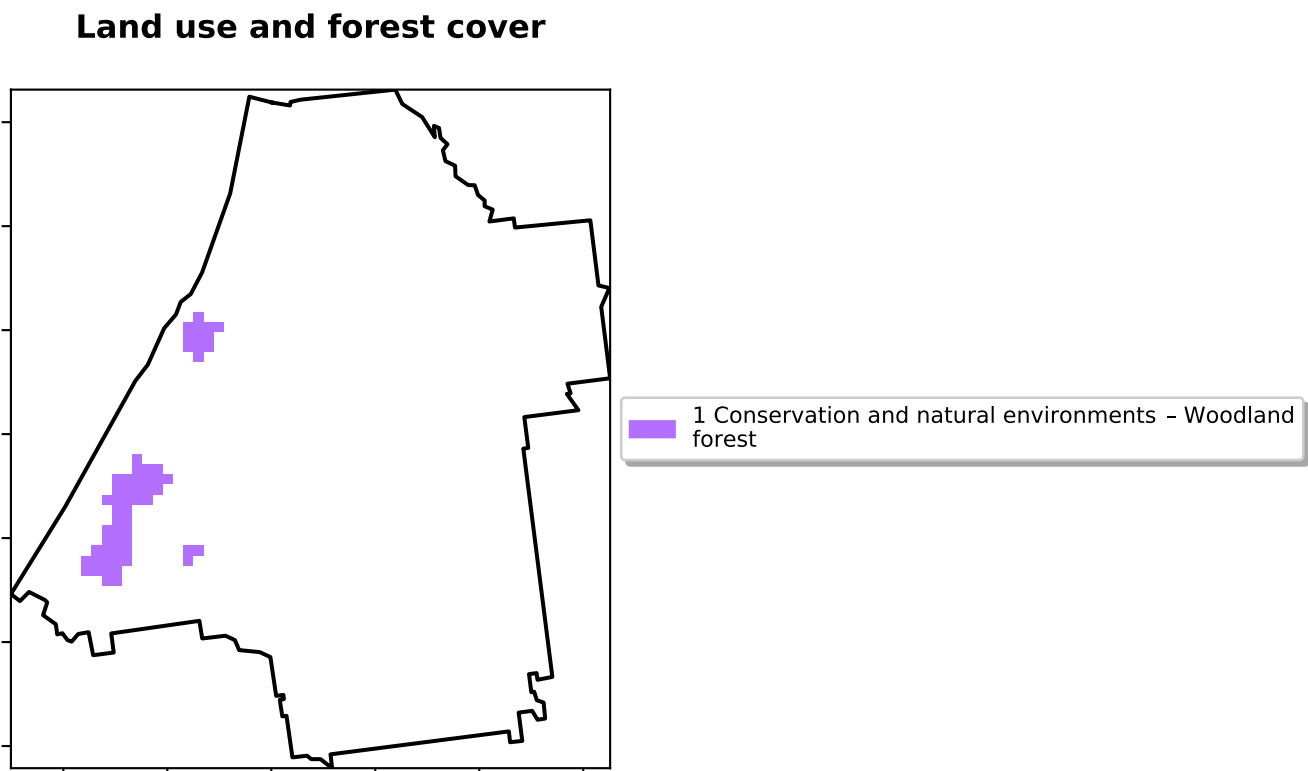 Land use and forest cover
1 Conservation and natural environments – Woodland
forest